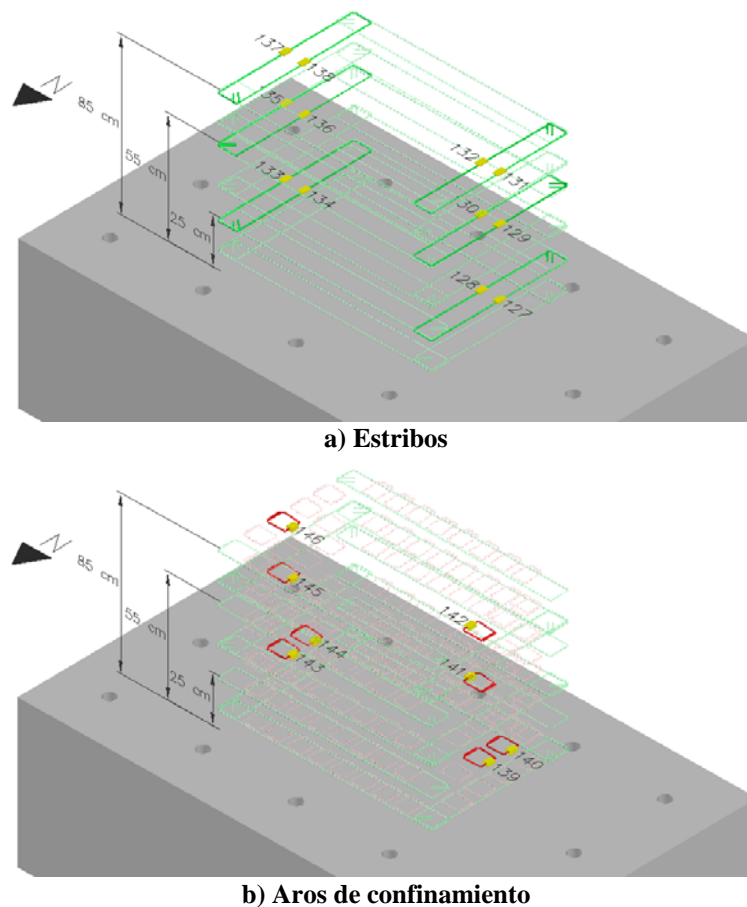 137
138
N
85 cm
35
136
132
131
55 cm
133
134
30
129
25 cm
128
127
a) Estribos
146
N
85 cm
145
142
55 cm
144
143
141
25 cm
140
139
b) Aros de confinamiento